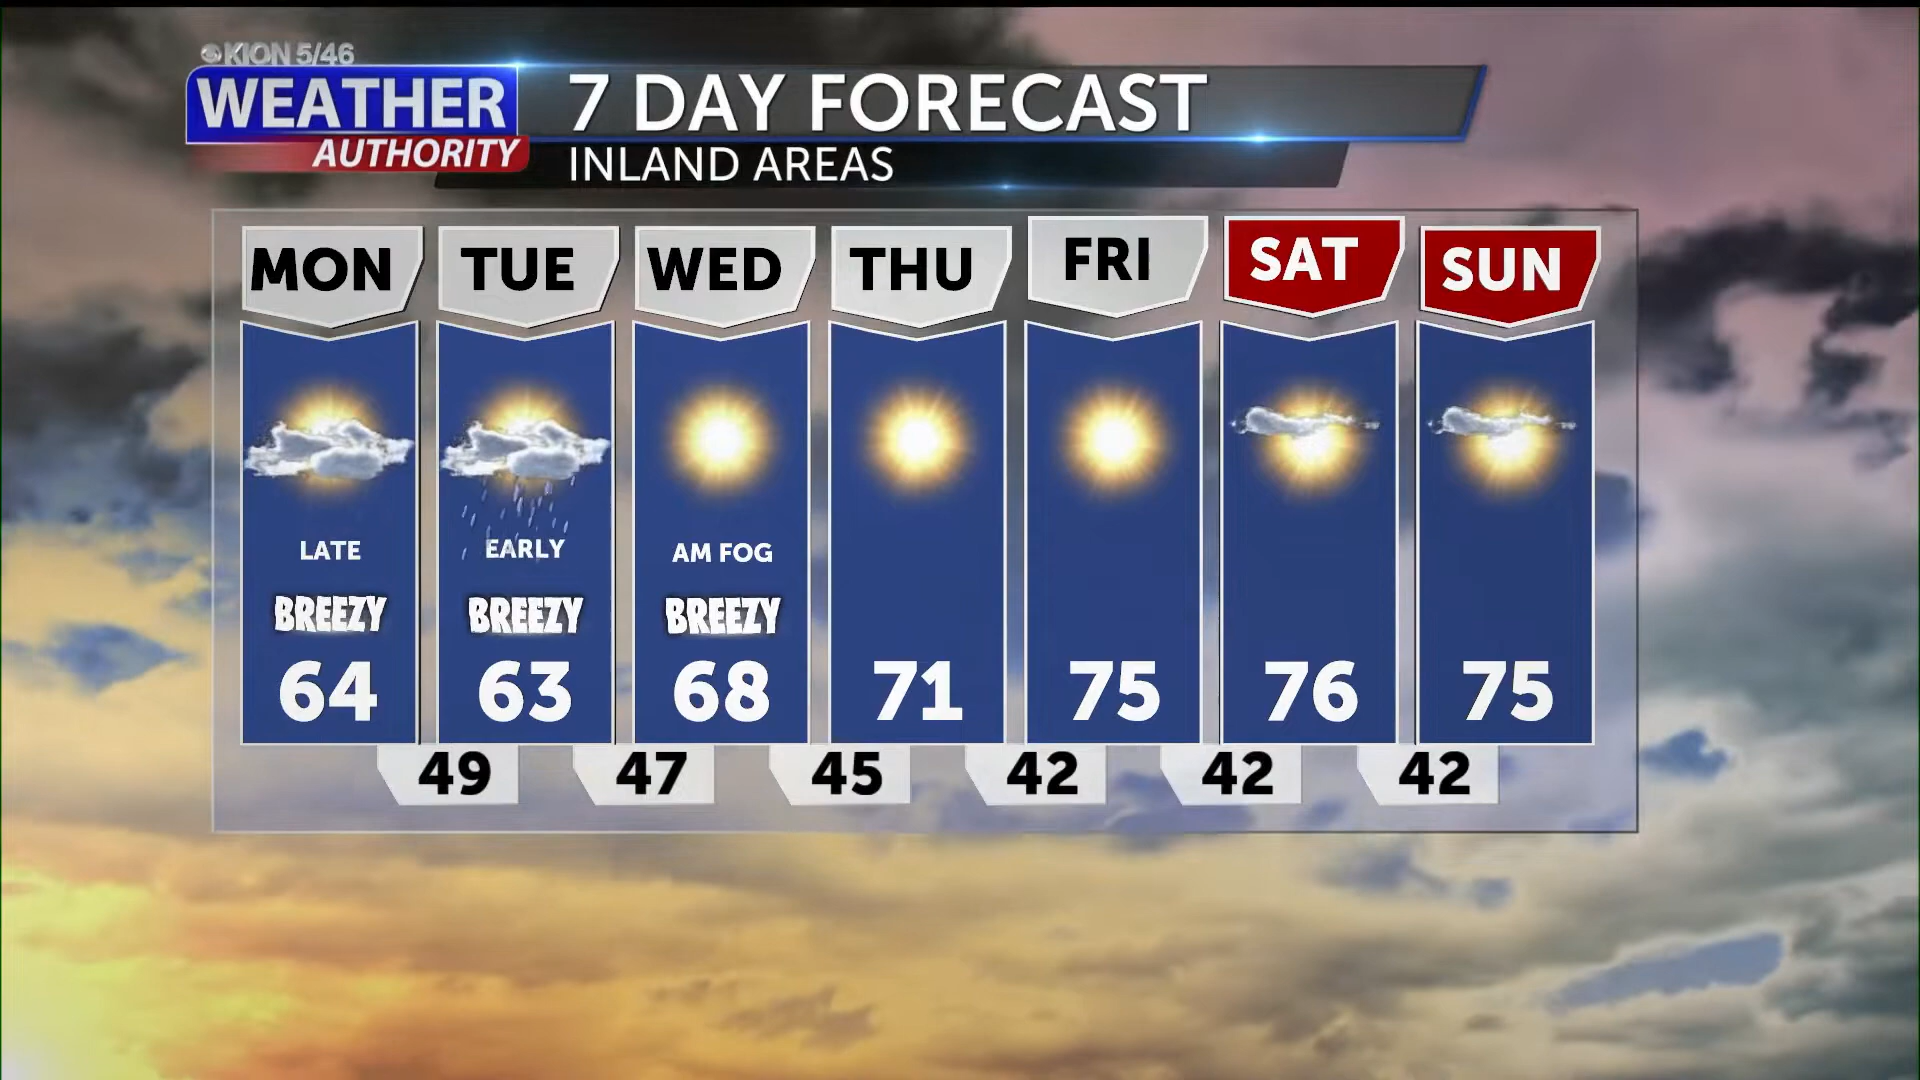 KION 5/46
WEATHER
AUTHORITY
7 DAY FORECAST
INLAND AREAS
MON TUE WED THU FRI SAT SUN
LATE EARLY AM FOG
BREEZY BREEZY BREEZY
64 63 68 71 75 76 75
49 47 45 42 42 42